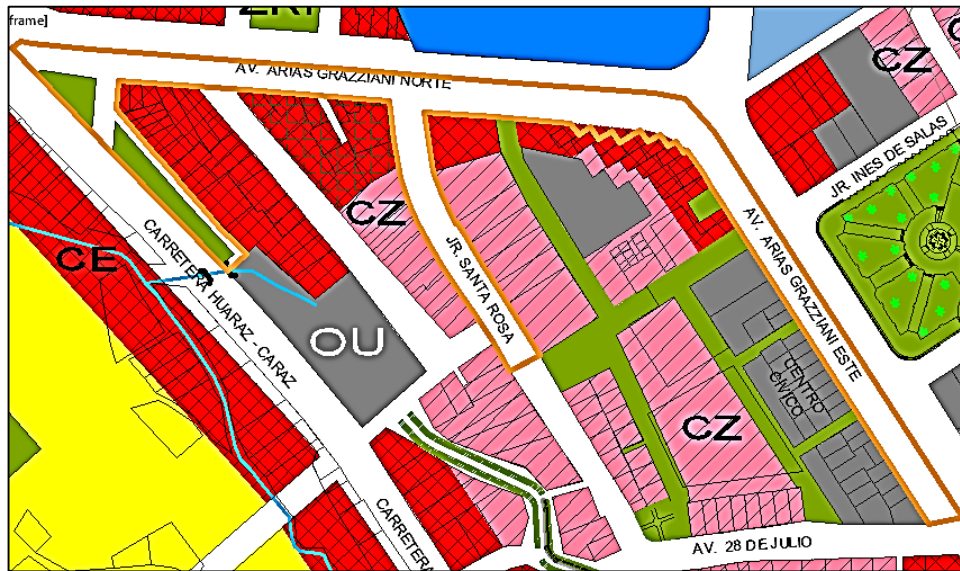 frame]
AV. ARIAS GRAZZIANI NORTE
CZ
JR. INES DE SALAS
CZ
CE
CARRETERA HUARAZ - CARAZ
JR. SANTA ROSA
AV. ARIAS GRAZZIANI ESTE
OU
CENTRO
CIVICO
CZ
CARRETERA
AV. 28 DE JULIO